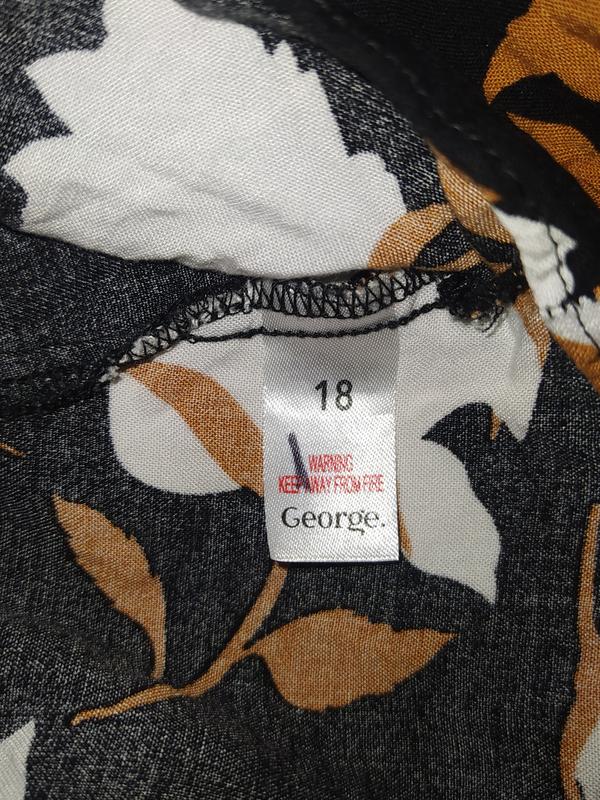 18
WARNING
KEEP AWAY FROM FIRE
George.